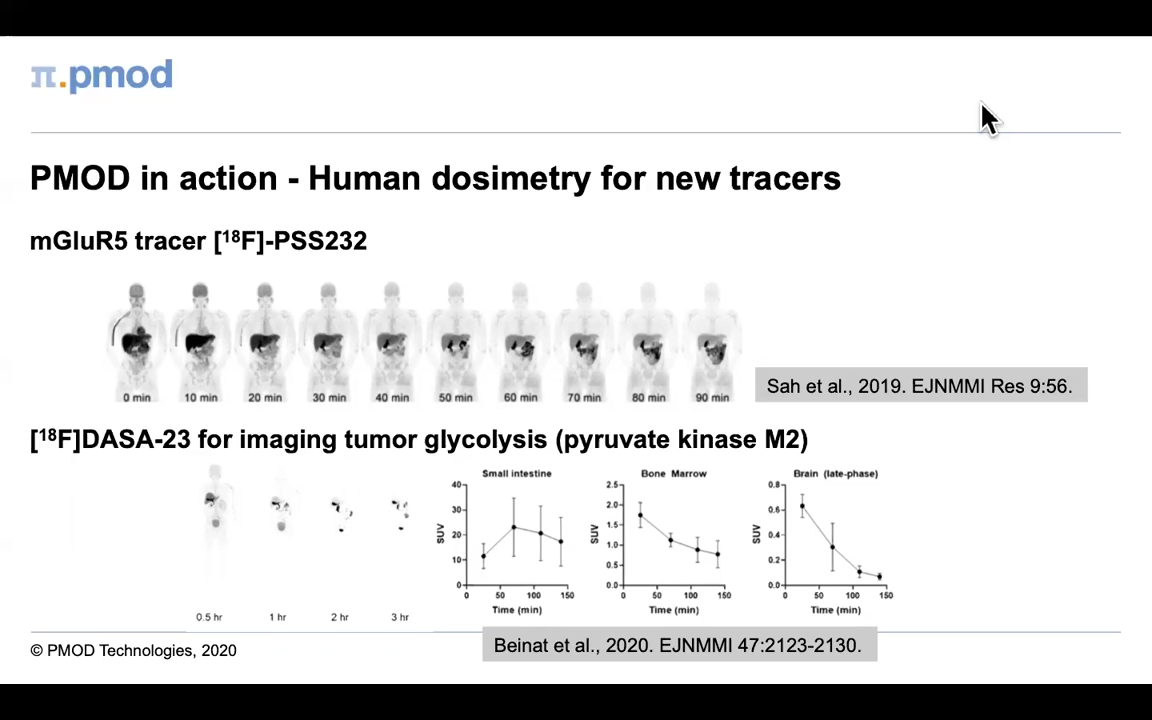 π.pmod
PMOD in action - Human dosimetry for new tracers
mGluR5 tracer [¹⁸F]-PSS232
0 min 10 min 20 min 30 min 40 min 50 min 60 min 70 min 80 min 90 min
Sah et al., 2019. EJNMMI Res 9:56.
[¹⁸F]DASA-23 for imaging tumor glycolysis (pyruvate kinase M2)
0.5 hr 1 hr 2 hr 3 hr
Small intestine
SUV
40
30
20
10
0
0 50 100 150
Time (min)
Bone Marrow
SUV
2.5
2.0
1.5
1.0
0.5
0.0
0 50 100 150
Time (min)
Brain (late-phase)
SUV
0.8
0.6
0.4
0.2
0.0
0 50 100 150
Time (min)
Beinat et al., 2020. EJNMMI 47:2123-2130.
© PMOD Technologies, 2020